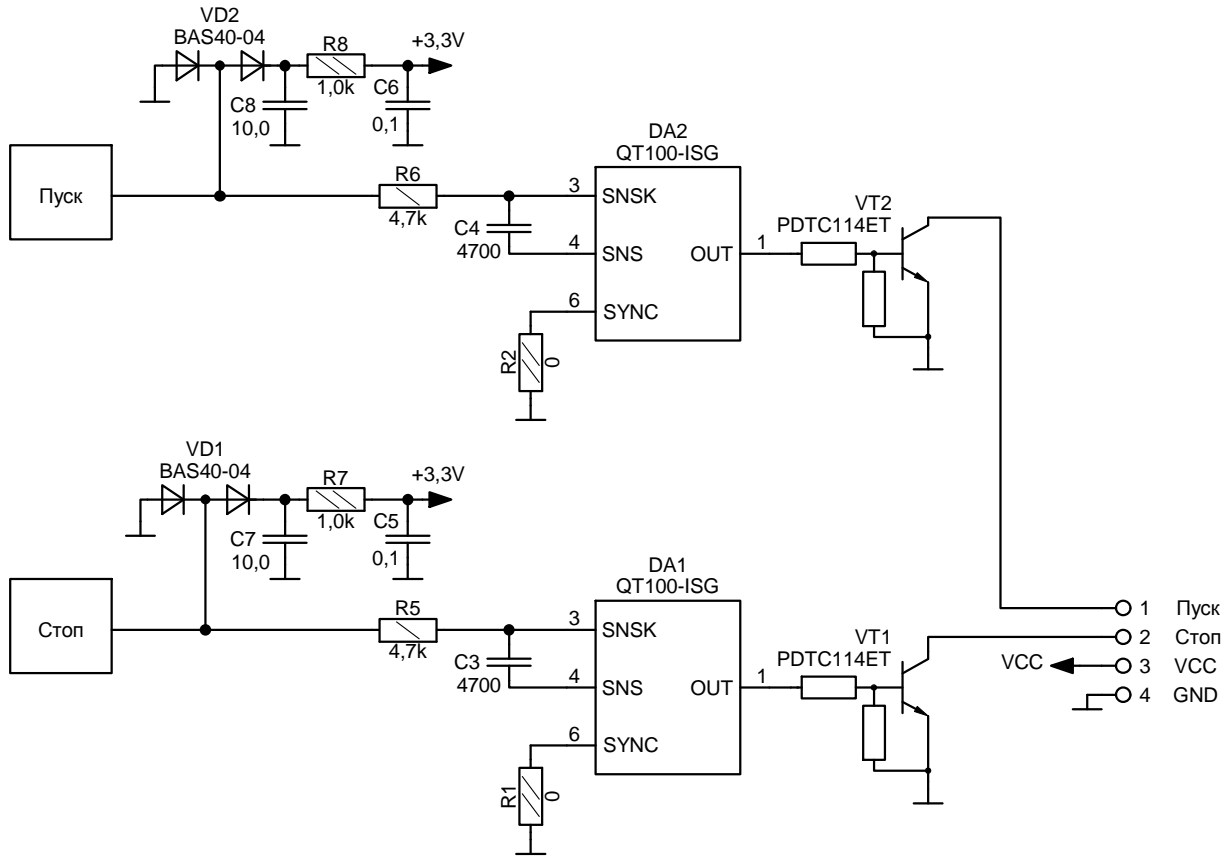 VD2
BAS40-04
R8
1,0k
+3,3V
C8
10,0
C6
0,1
Пуск
R6
4,7k
C4
4700
DA2
QT100-ISG
3 SNSK
4 SNS
6 SYNC
OUT 1
R2
0
VT2
PDTC114ET
VD1
BAS40-04
R7
1,0k
+3,3V
C7
10,0
C5
0,1
Стоп
R5
4,7k
C3
4700
DA1
QT100-ISG
3 SNSK
4 SNS
6 SYNC
OUT 1
R1
0
VT1
PDTC114ET
1 Пуск
2 Стоп
VCC 3 VCC
4 GND